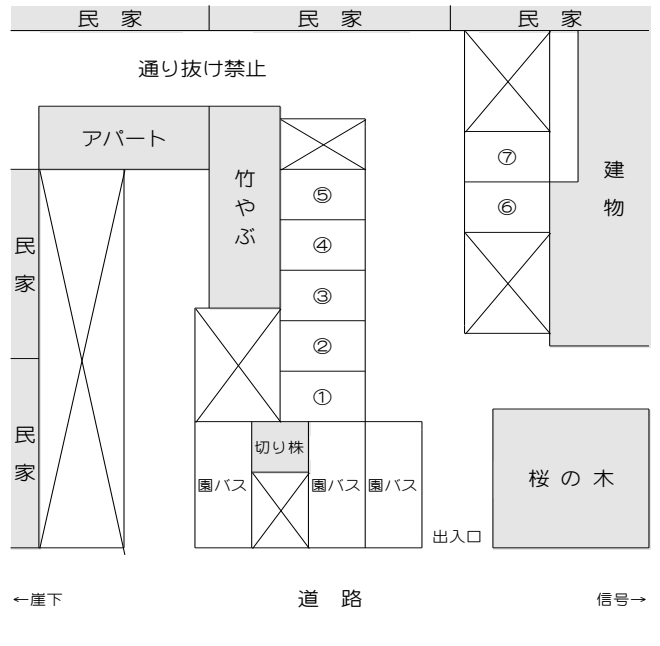 民　家
民　家
民　家
通り抜け禁止
アパート
竹やぶ
⑤
④
③
②
①
⑦
⑥
建物
民家
民家
切り株
園バス
園バス
園バス
桜の木
出入口
←崖下
道　路
信号→